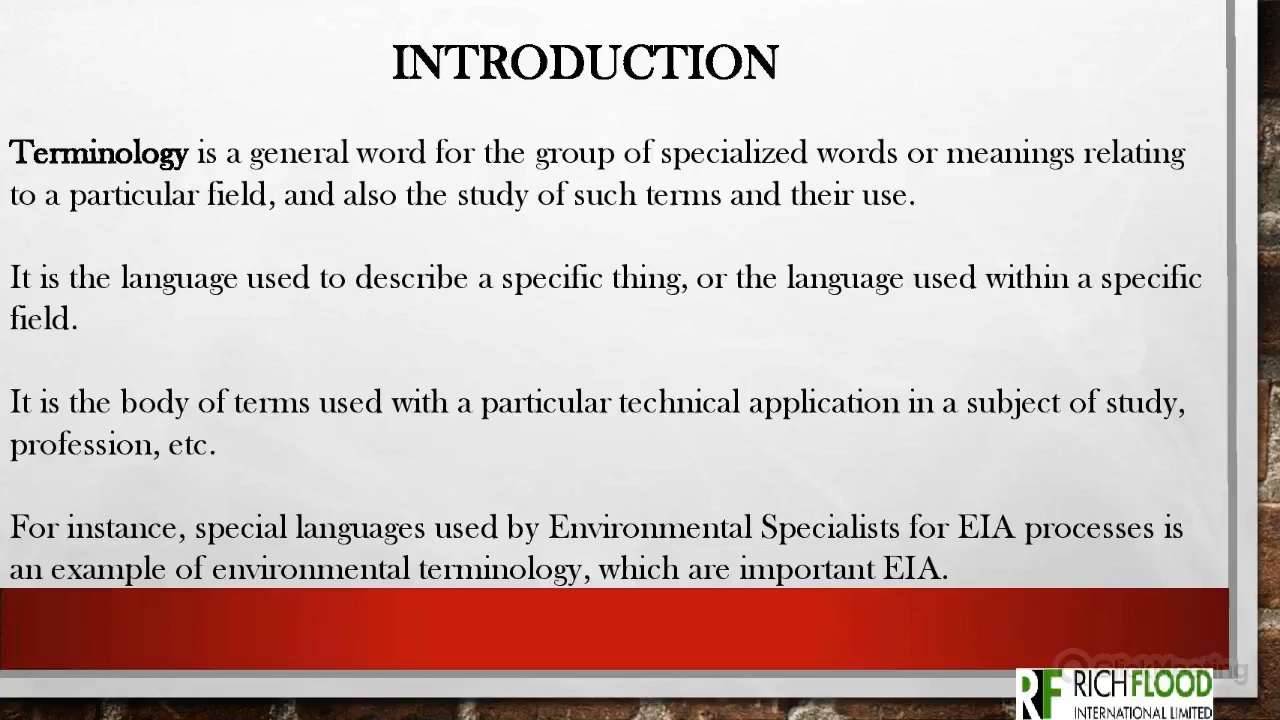 INTRODUCTION
Terminology is a general word for the group of specialized words or meanings relating
to a particular field, and also the study of such terms and their use.
It is the language used to describe a specific thing, or the language used within a specific
field.
It is the body of terms used with a particular technical application in a subject of study,
profession, etc.
For instance, special languages used by Environmental Specialists for EIA processes is
an example of environmental terminology, which are important EIA.
ClickMeeting
RF RICHFLOOD
INTERNATIONAL LIMITED